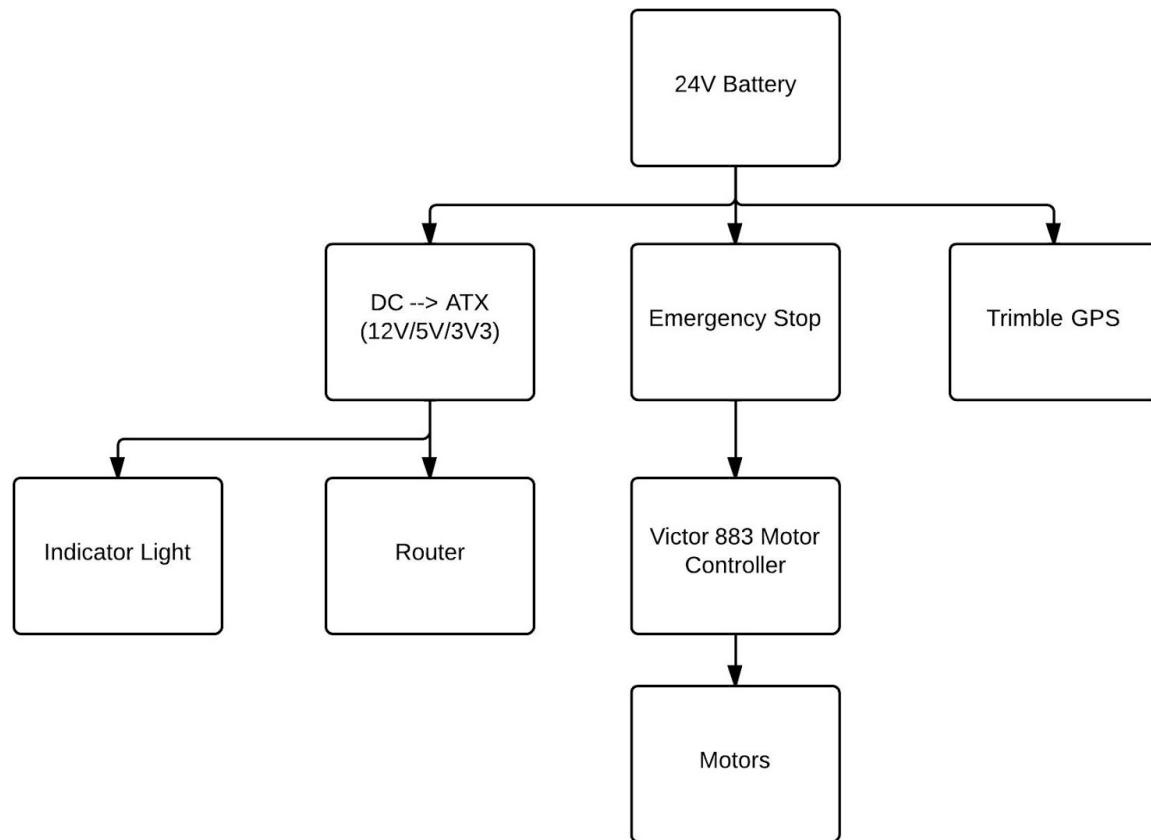 24V Battery
DC --> ATX
(12V/5V/3V3)
Emergency Stop
Trimble GPS
Indicator Light
Router
Victor 883 Motor
Controller
Motors